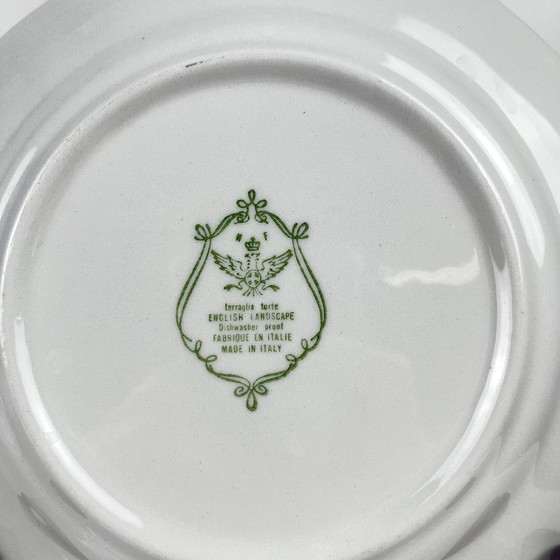 N F
terraglia forte
ENGLISH LANDSCAPE
Dishwasher proof
FABRIQUE EN ITALIE
MADE IN ITALY